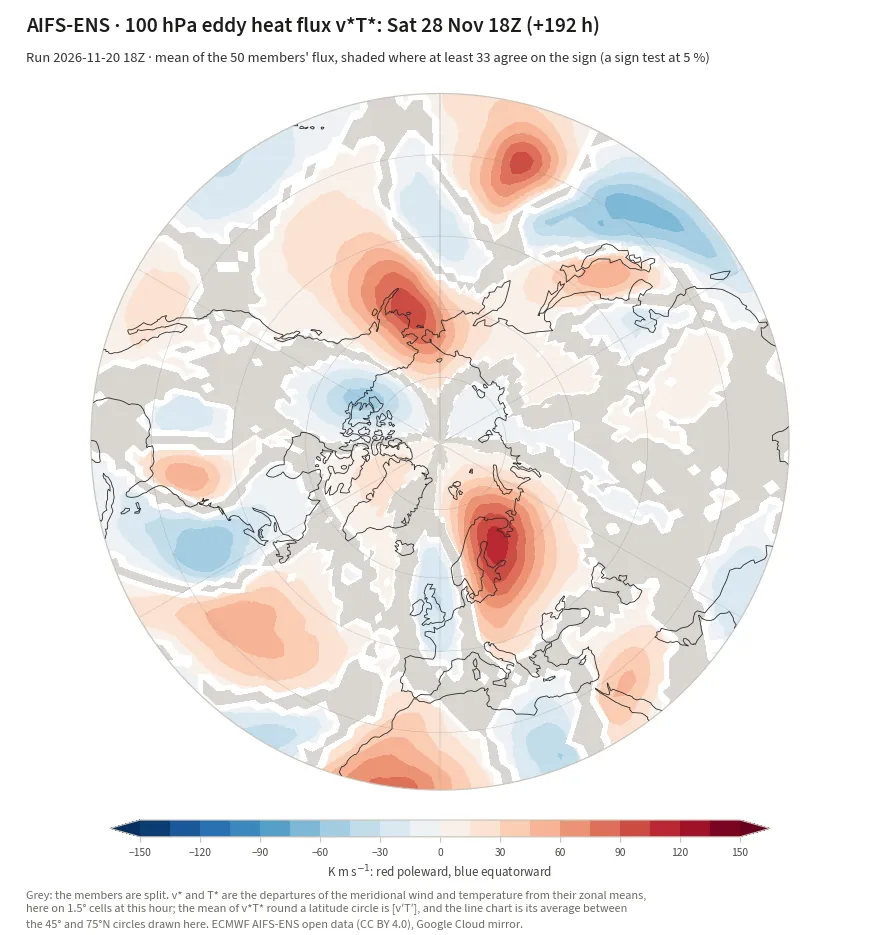 AIFS-ENS · 100 hPa eddy heat flux v*T*: Sat 28 Nov 18Z (+192 h)
Run 2026-11-20 18Z · mean of the 50 members' flux, shaded where at least 33 agree on the sign (a sign test at 5 %)
−150 −120 −90 −60 −30 0 30 60 90 120 150
K m s⁻¹: red poleward, blue equatorward
Grey: the members are split. v* and T* are the departures of the meridional wind and temperature from their zonal means,
here on 1.5° cells at this hour; the mean of v*T* round a latitude circle is [v′T′], and the line chart is its average between
the 45° and 75°N circles drawn here. ECMWF AIFS-ENS open data (CC BY 4.0), Google Cloud mirror.